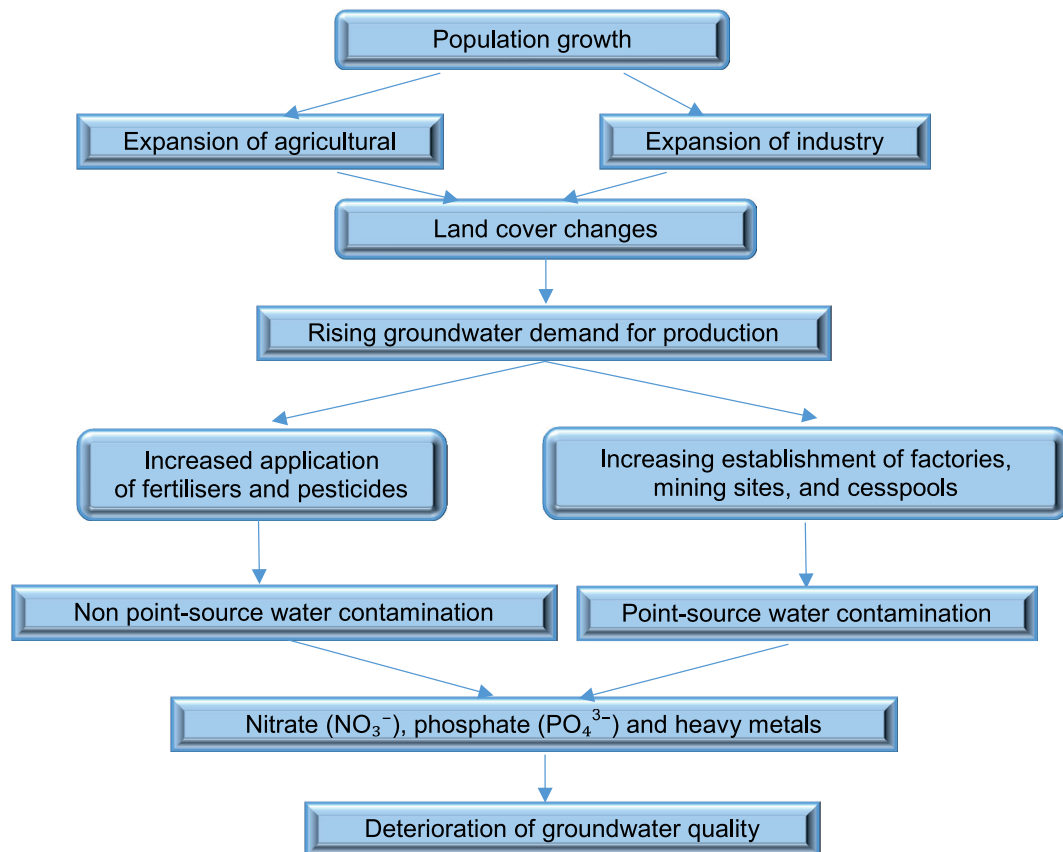 Population growth
Expansion of agricultural
Expansion of industry
Land cover changes
Rising groundwater demand for production
Increased application
of fertilisers and pesticides
Increasing establishment of factories,
mining sites, and cesspools
Non point-source water contamination
Point-source water contamination
Nitrate (NO₃⁻), phosphate (PO₄³⁻) and heavy metals
Deterioration of groundwater quality